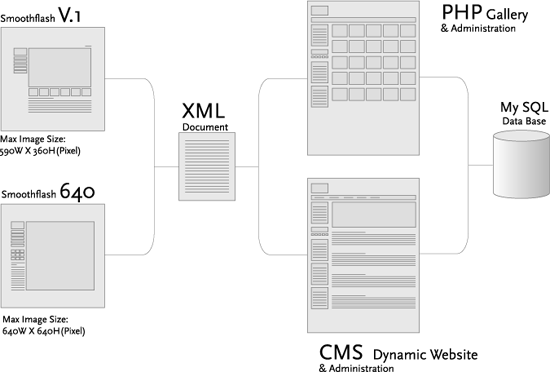 Smoothflash V.1
Max Image Size:
590W X 360H(Pixel)
Smoothflash 640
Max Image Size:
640W X 640H(Pixel)
XML
Document
PHP Gallery
& Administration
CMS Dynamic Website
& Administration
My SQL
Data Base